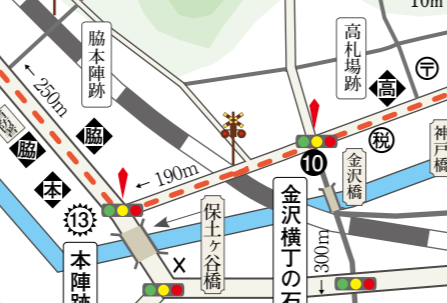 10m
脇本陣跡
高札場跡
〒
高
250m
脇
脇
本
190m
税
神戸橋
10
金沢橋
13
保土ヶ谷橋
金沢横丁の石
本陣跡
300m
X